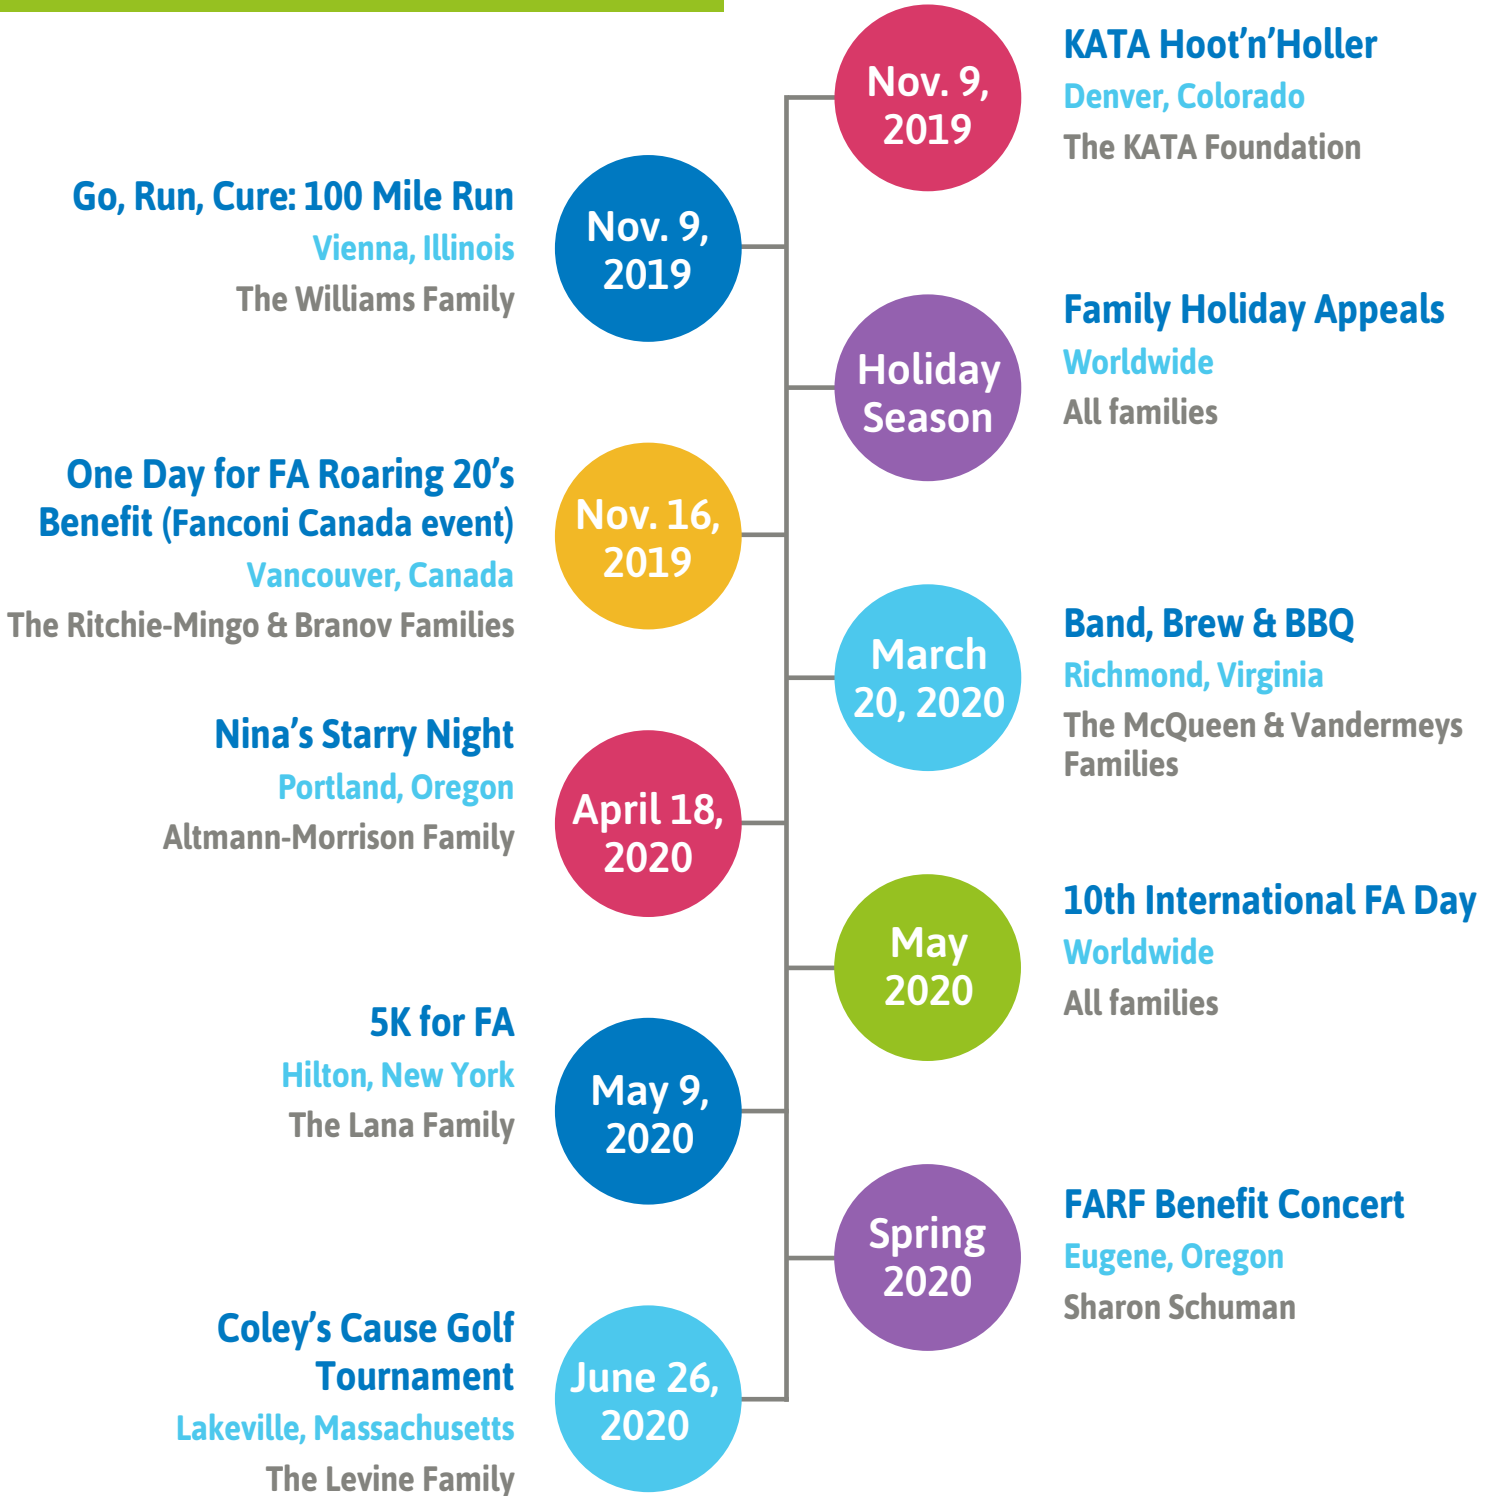 Nov. 9,
2019
KATA Hoot’n’Holler
Denver, Colorado
The KATA Foundation
Go, Run, Cure: 100 Mile Run
Vienna, Illinois
The Williams Family
Nov. 9,
2019
Holiday
Season
Family Holiday Appeals
Worldwide
All families
One Day for FA Roaring 20’s
Benefit (Fanconi Canada event)
Vancouver, Canada
The Ritchie-Mingo & Branov Families
Nov. 16,
2019
March
20, 2020
Band, Brew & BBQ
Richmond, Virginia
The McQueen & Vandermeys
Families
Nina’s Starry Night
Portland, Oregon
Altmann-Morrison Family
April 18,
2020
May
2020
10th International FA Day
Worldwide
All families
5K for FA
Hilton, New York
The Lana Family
May 9,
2020
Spring
2020
FARF Benefit Concert
Eugene, Oregon
Sharon Schuman
Coley’s Cause Golf
Tournament
Lakeville, Massachusetts
The Levine Family
June 26,
2020